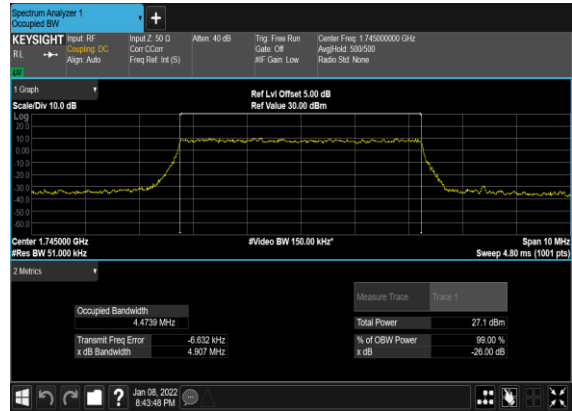 Spectrum Analyzer 1
Occupied BW
+
KEYSIGHT Input: RF Input Z: 50 Ω Atten: 40 dB Trig: Free Run Center Freq: 1.745000000 GHz
RL Coupling: DC Corr CCorr Gate: Off Avg|Hold: 500/500
Align: Auto Freq Ref: Int (S) #IF Gain: Low Radio Std: None
LW
1 Graph
Ref Lvl Offset 5.00 dB
Scale/Div 10.0 dB Ref Value 30.00 dBm
Log
20.0
10.0
0.00
-10.0
-20.0
-30.0
-40.0
-50.0
-60.0
Center 1.745000 GHz #Video BW 150.00 kHz* Span 10 MHz
#Res BW 51.000 kHz Sweep 4.80 ms (1001 pts)
2 Metrics
Measure Trace Trace 1
Occupied Bandwidth
4.4739 MHz Total Power 27.1 dBm
Transmit Freq Error -6.632 kHz % of OBW Power 99.00 %
x dB Bandwidth 4.907 MHz x dB -26.00 dB
? Jan 08, 2022
8:43:48 PM